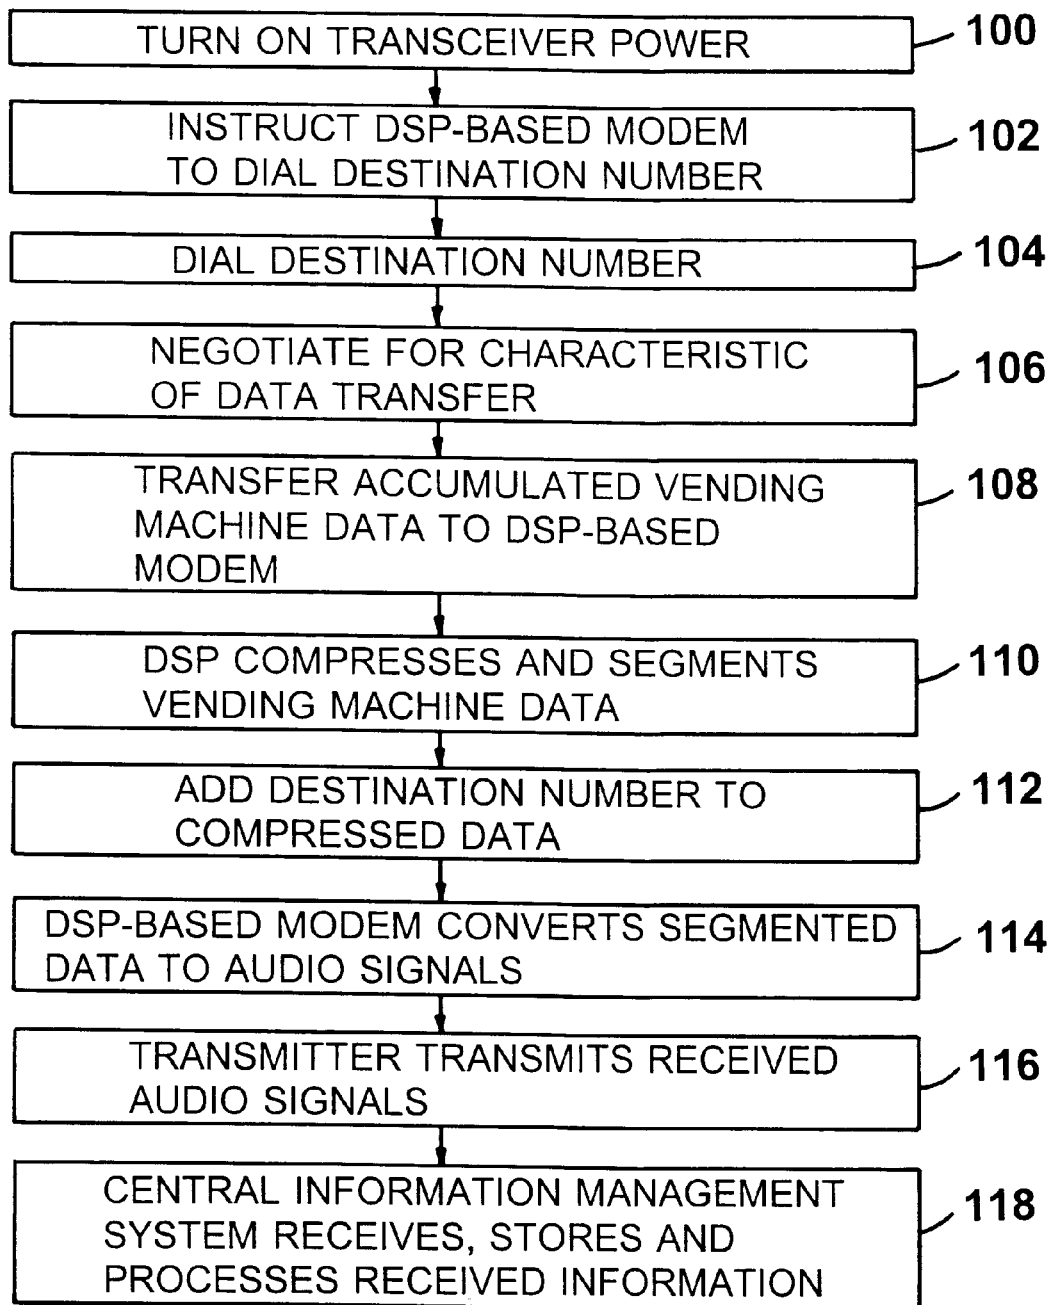 TURN ON TRANSCEIVER POWER
100
INSTRUCT DSP-BASED MODEM
TO DIAL DESTINATION NUMBER
102
DIAL DESTINATION NUMBER
104
NEGOTIATE FOR CHARACTERISTIC
OF DATA TRANSFER
106
TRANSFER ACCUMULATED VENDING
MACHINE DATA TO DSP-BASED
MODEM
108
DSP COMPRESSES AND SEGMENTS
VENDING MACHINE DATA
110
ADD DESTINATION NUMBER TO
COMPRESSED DATA
112
DSP-BASED MODEM CONVERTS SEGMENTED
DATA TO AUDIO SIGNALS
114
TRANSMITTER TRANSMITS RECEIVED
AUDIO SIGNALS
116
CENTRAL INFORMATION MANAGEMENT
SYSTEM RECEIVES, STORES AND
PROCESSES RECEIVED INFORMATION
118